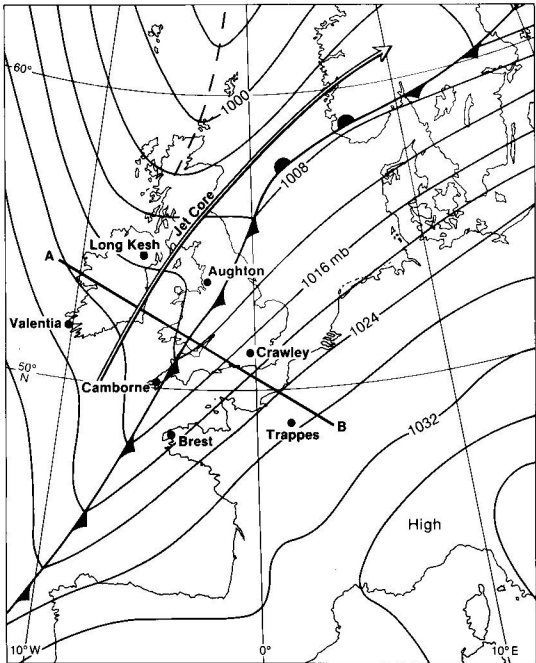 60°
1000
1008
Jet Core
Long Kesh
A
Aughton
1016 mb
Valentia
1024
50°
N
Crawley
Camborne
B
Trappes
Brest
1032
High
10°W
0°
10°E